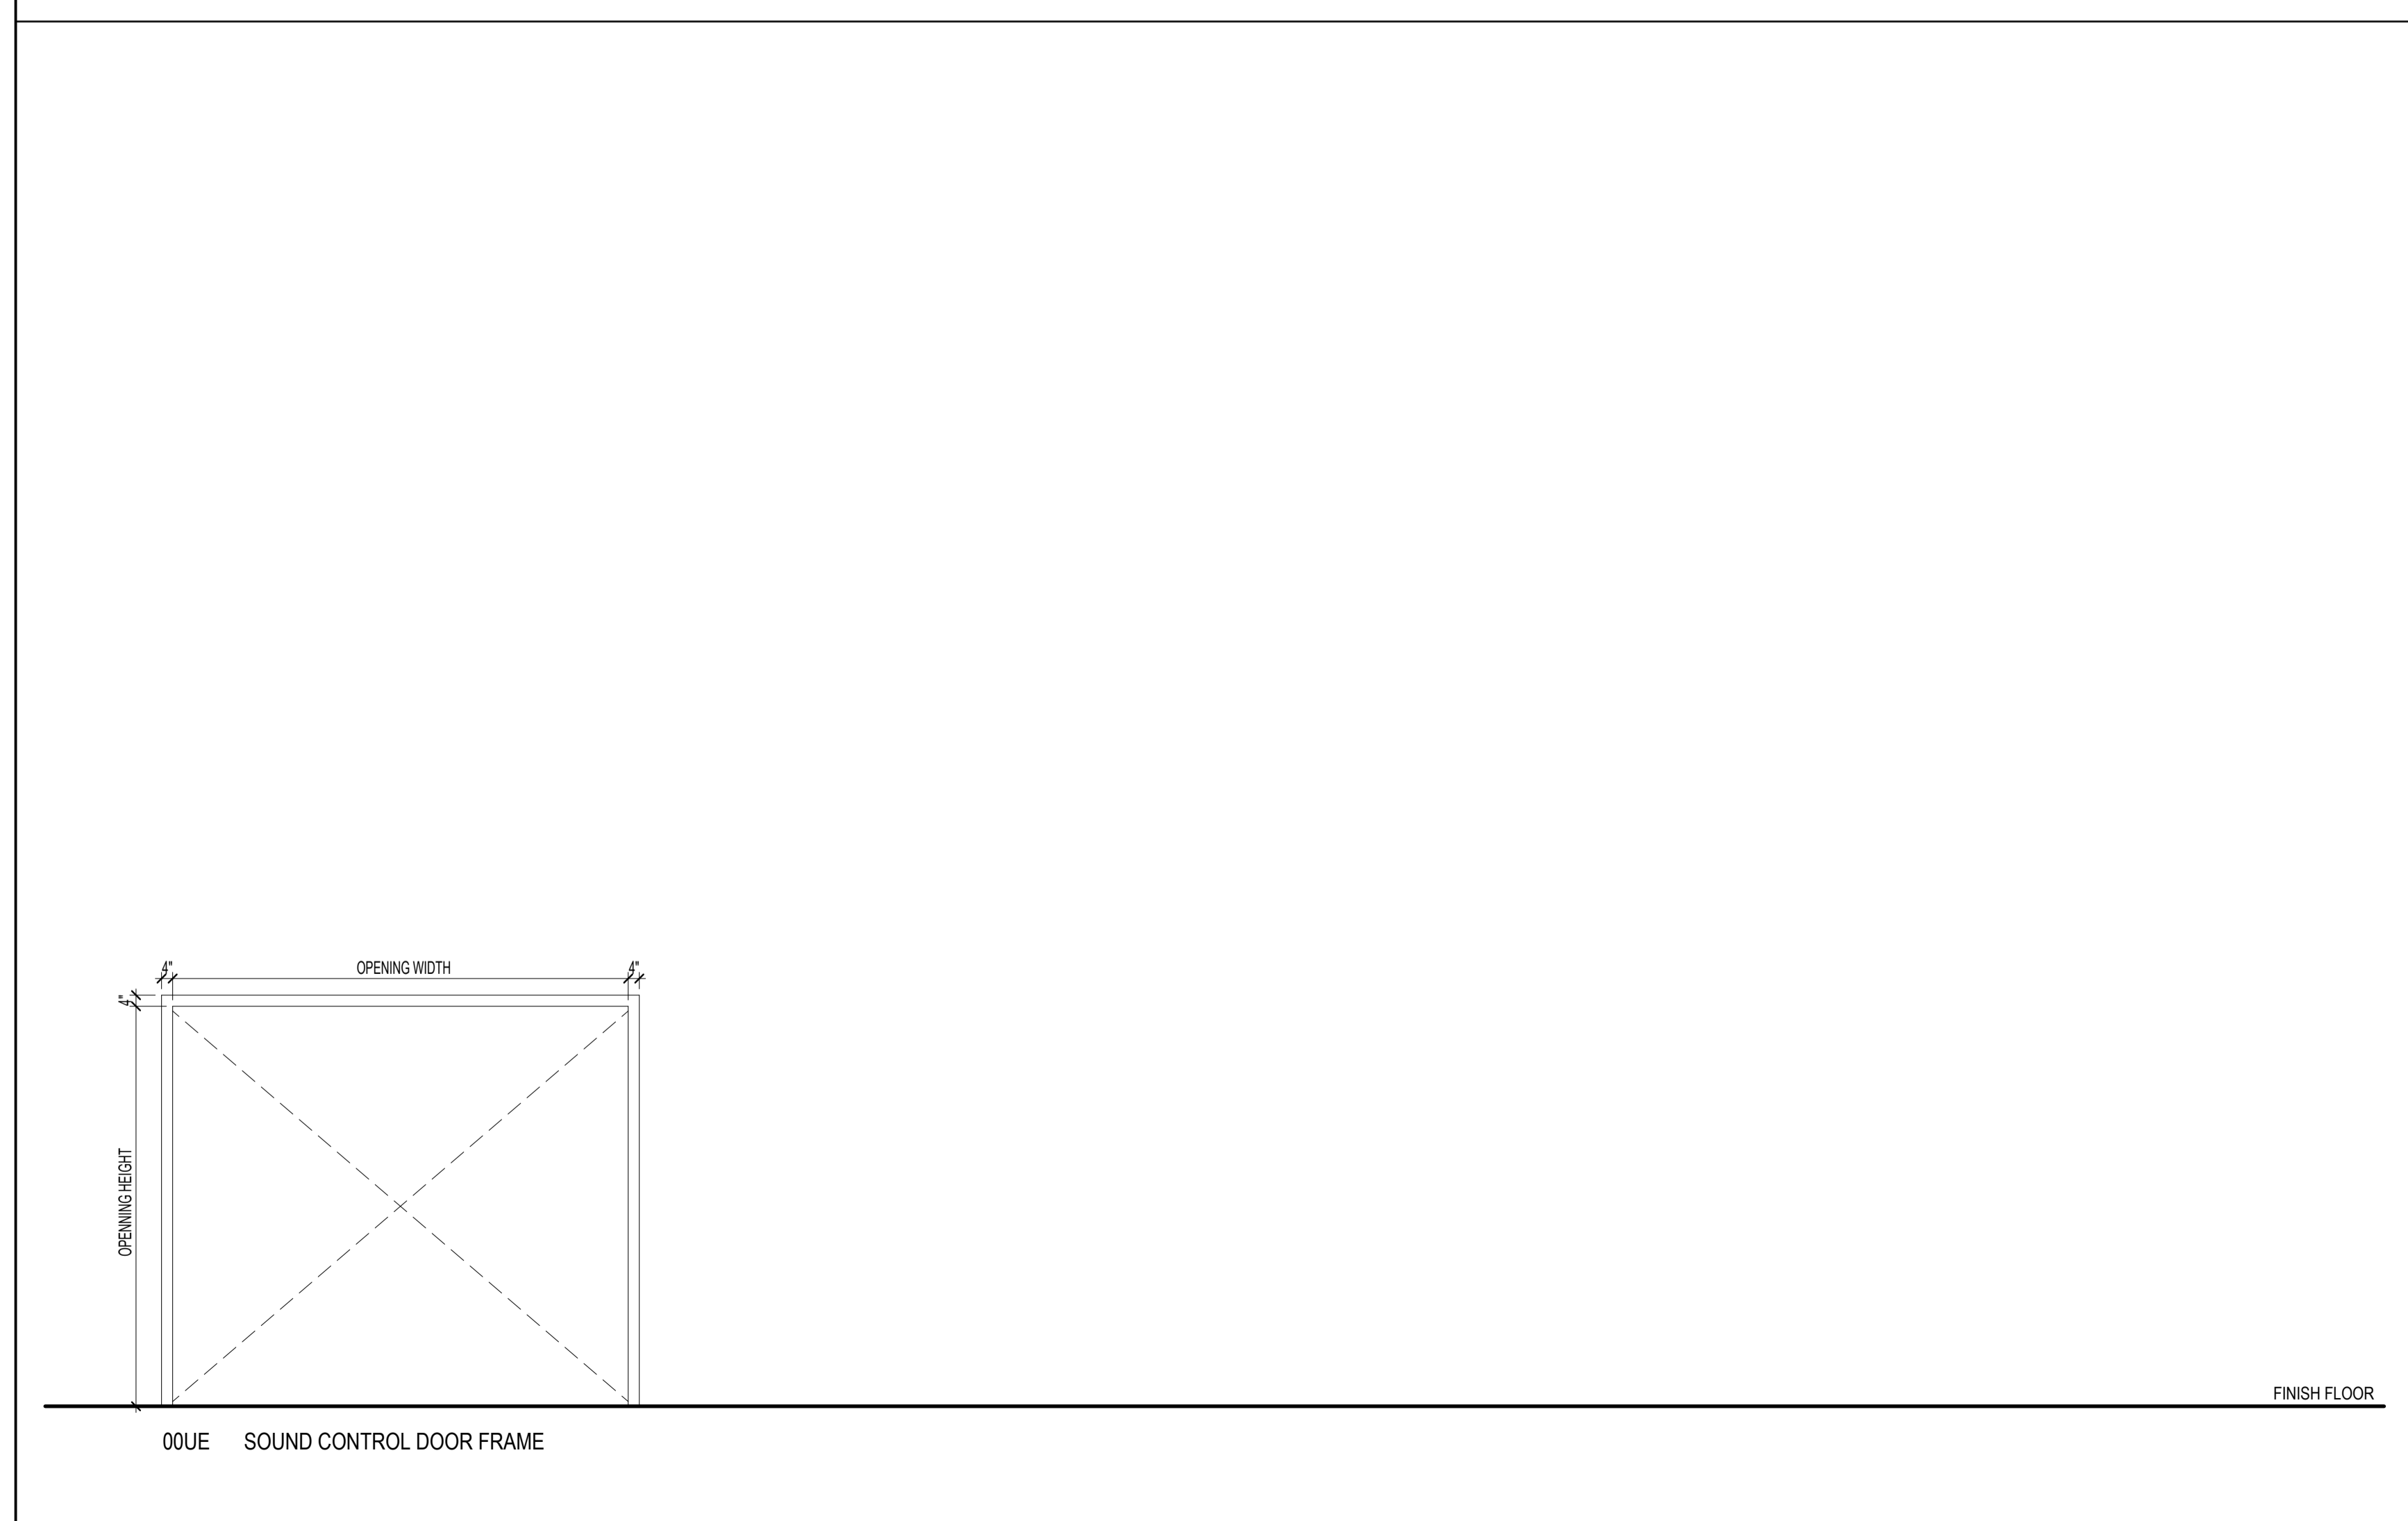 4" OPENING WIDTH 4"
4"
OPENNING HEIGHT
FINISH FLOOR
00UE SOUND CONTROL DOOR FRAME